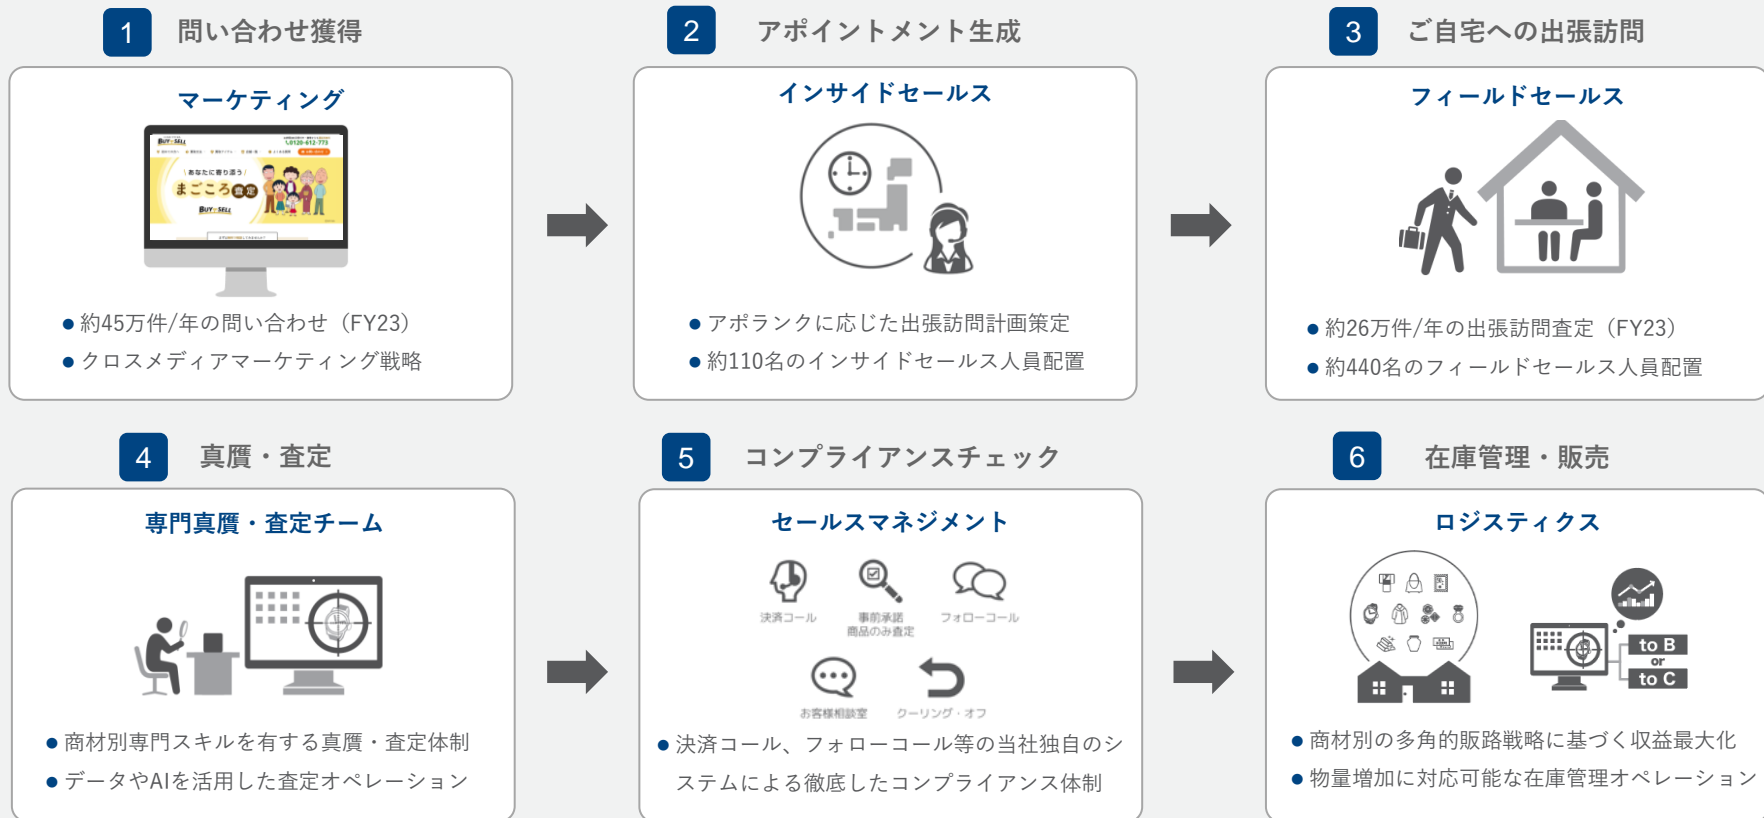 1 問い合わせ獲得
マーケティング
BUY SELL
0120-612-773
あなたに寄り添う
まごころ査定
BUY SELL
●約45万件/年の問い合わせ（FY23）
●クロスメディアマーケティング戦略
2 アポイントメント生成
インサイドセールス
●アポランクに応じた出張訪問計画策定
●約110名のインサイドセールス人員配置
3 ご自宅への出張訪問
フィールドセールス
●約26万件/年の出張訪問査定（FY23）
●約440名のフィールドセールス人員配置
4 真贋・査定
専門真贋・査定チーム
●商材別専門スキルを有する真贋・査定体制
●データやAIを活用した査定オペレーション
5 コンプライアンスチェック
セールスマネジメント
決済コール
事前承諾
商品のみ査定
フォローコール
お客様相談室
クーリング・オフ
●決済コール、フォローコール等の当社独自のシ
ステムによる徹底したコンプライアンス体制
6 在庫管理・販売
ロジスティクス
to B
or
to C
●商材別の多角的販路戦略に基づく収益最大化
●物量増加に対応可能な在庫管理オペレーション